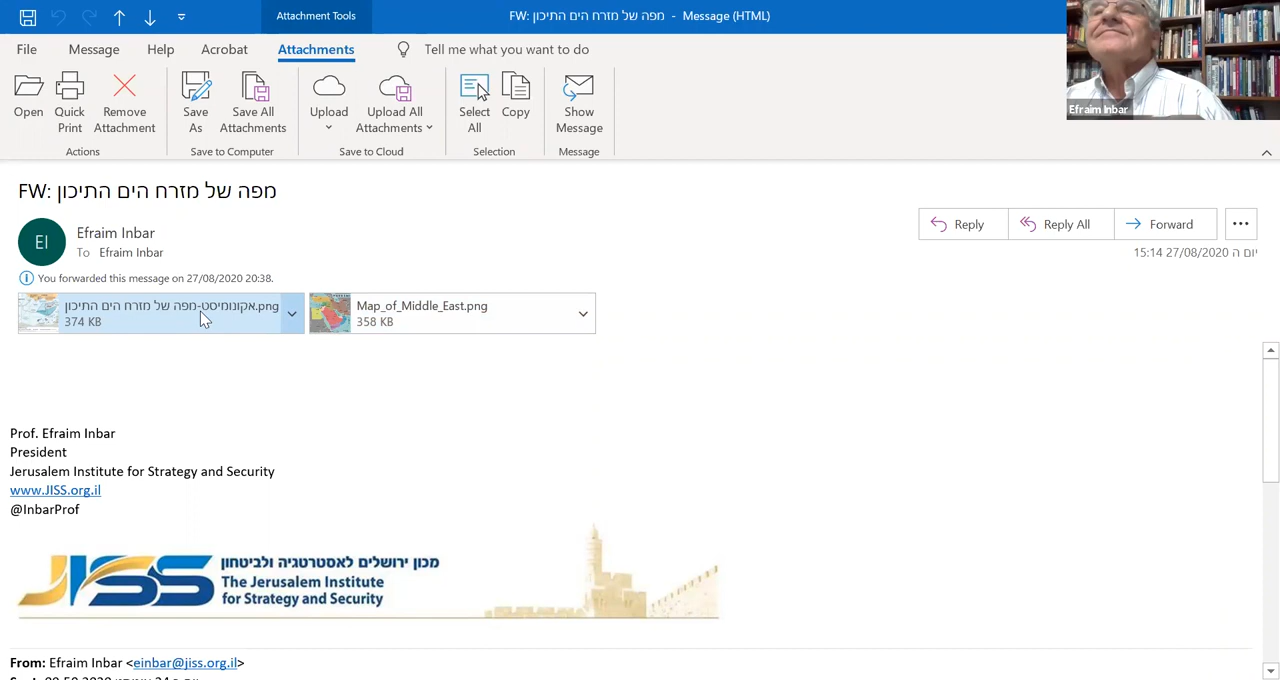 Attachment Tools
FW: מפה של מזרח הים התיכון - Message (HTML)
File Message Help Acrobat Attachments Tell me what you want to do
Open
Quick Print
Remove Attachment
Save As
Save All Attachments
Upload
Upload All Attachments
Select All
Copy
Show Message
Actions
Save to Computer
Save to Cloud
Selection
Message
Efraim Inbar
FW: מפה של מזרח הים התיכון
EI
Efraim Inbar
To Efraim Inbar
Reply
Reply All
Forward
יום ה 27/08/2020 15:14
You forwarded this message on 27/08/2020 20:38.
אקונומיסט-מפה של מזרח הים התיכון.png
374 KB
Map_of_Middle_East.png
358 KB
Prof. Efraim Inbar
President
Jerusalem Institute for Strategy and Security
www.JISS.org.il
@InbarProf
JISS
מכון ירושלים לאסטרטגיה ולביטחון
The Jerusalem Institute
for Strategy and Security
From: Efraim Inbar <einbar@jiss.org.il>